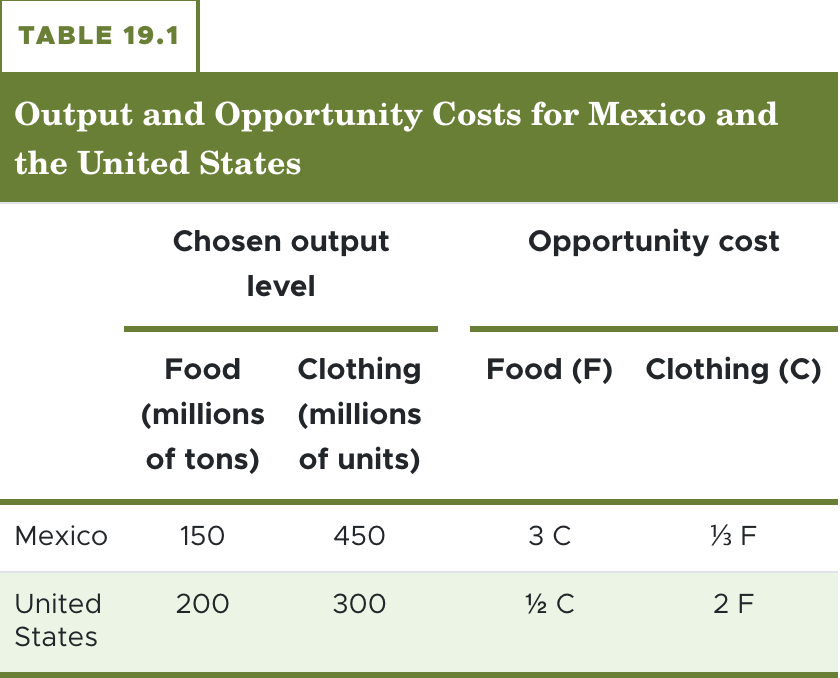 TABLE 19.1
Output and Opportunity Costs for Mexico and
the United States
Chosen output
level
Opportunity cost
Food
(millions
of tons)
Clothing
(millions
of units)
Food (F)
Clothing (C)
Mexico 150 450 3 C ⅓ F
United
States 200 300 ½ C 2 F